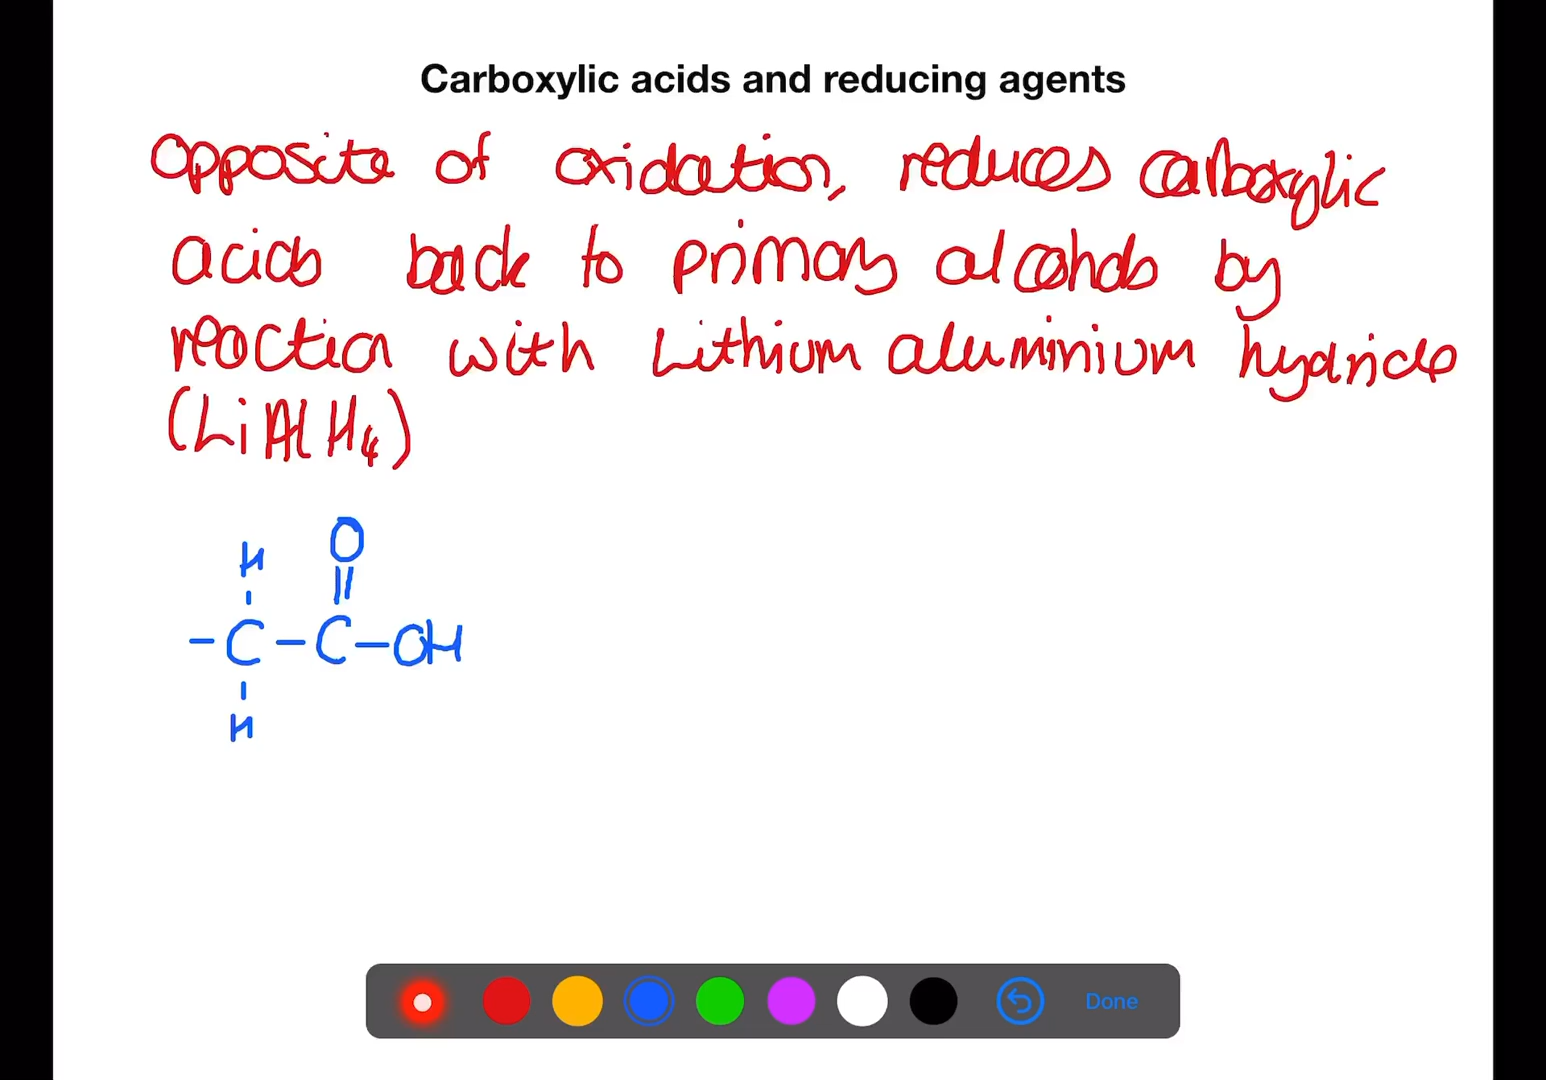 Carboxylic acids and reducing agents
Opposite of oxidation, reduces carboxylic
acids back to primary alcohols by
reaction with Lithium aluminium hydride
(LiAlH4)
O
H
||
- C - C - OH
H
Done